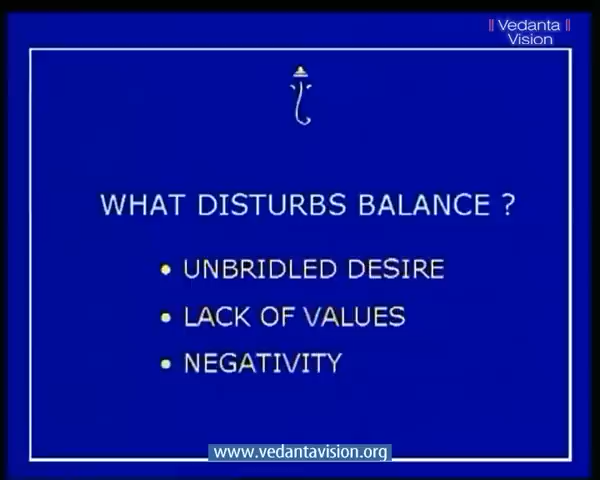 || Vedanta ||
Vision
WHAT DISTURBS BALANCE ?
• UNBRIDLED DESIRE
• LACK OF VALUES
• NEGATIVITY
www.vedantavision.org